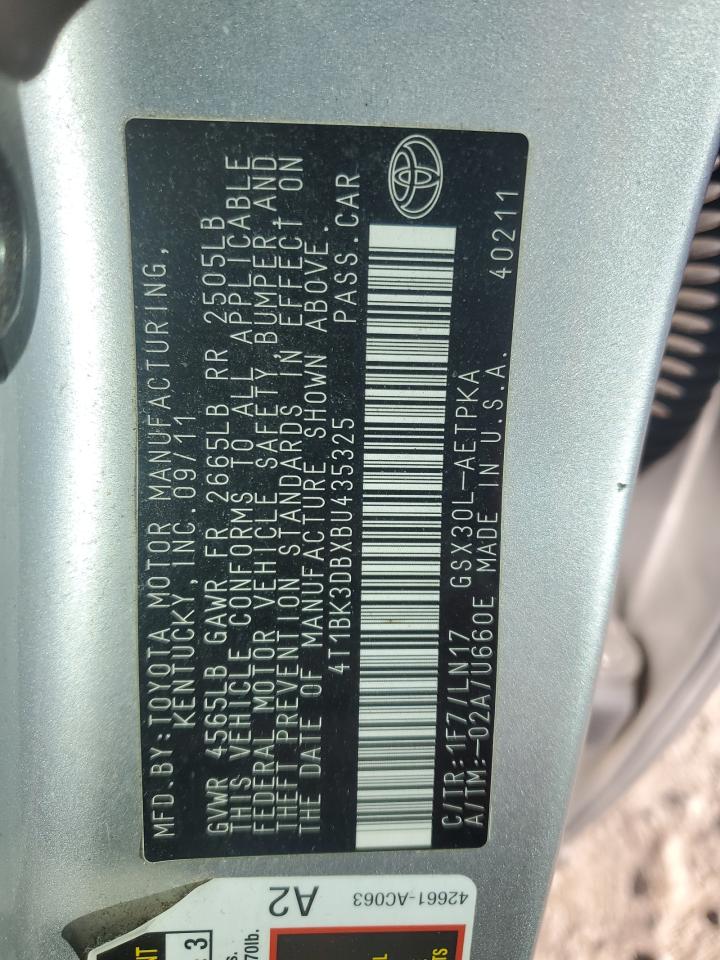 MFD.BY:TOYOTA MOTOR MANUFACTURING,
KENTUCKY, INC. 09/11
GVWR 4565LB GAWR FR 2665LB RR 2505LB
THIS VEHICLE CONFORMS TO ALL APPLICABLE
FEDERAL MOTOR VEHICLE SAFETY, BUMPER AND
THEFT PREVENTION STANDARDS IN EFFECT ON
THE DATE OF MANUFACTURE SHOWN ABOVE.
4T1BK3DBXBU435325 PASS.CAR
C/TR:1F7/LN17 GSX30L-AETPKA
A/TM:-02A/U660E MADE IN U.S.A. 40211
42661-AC063
A2
3
70lb.